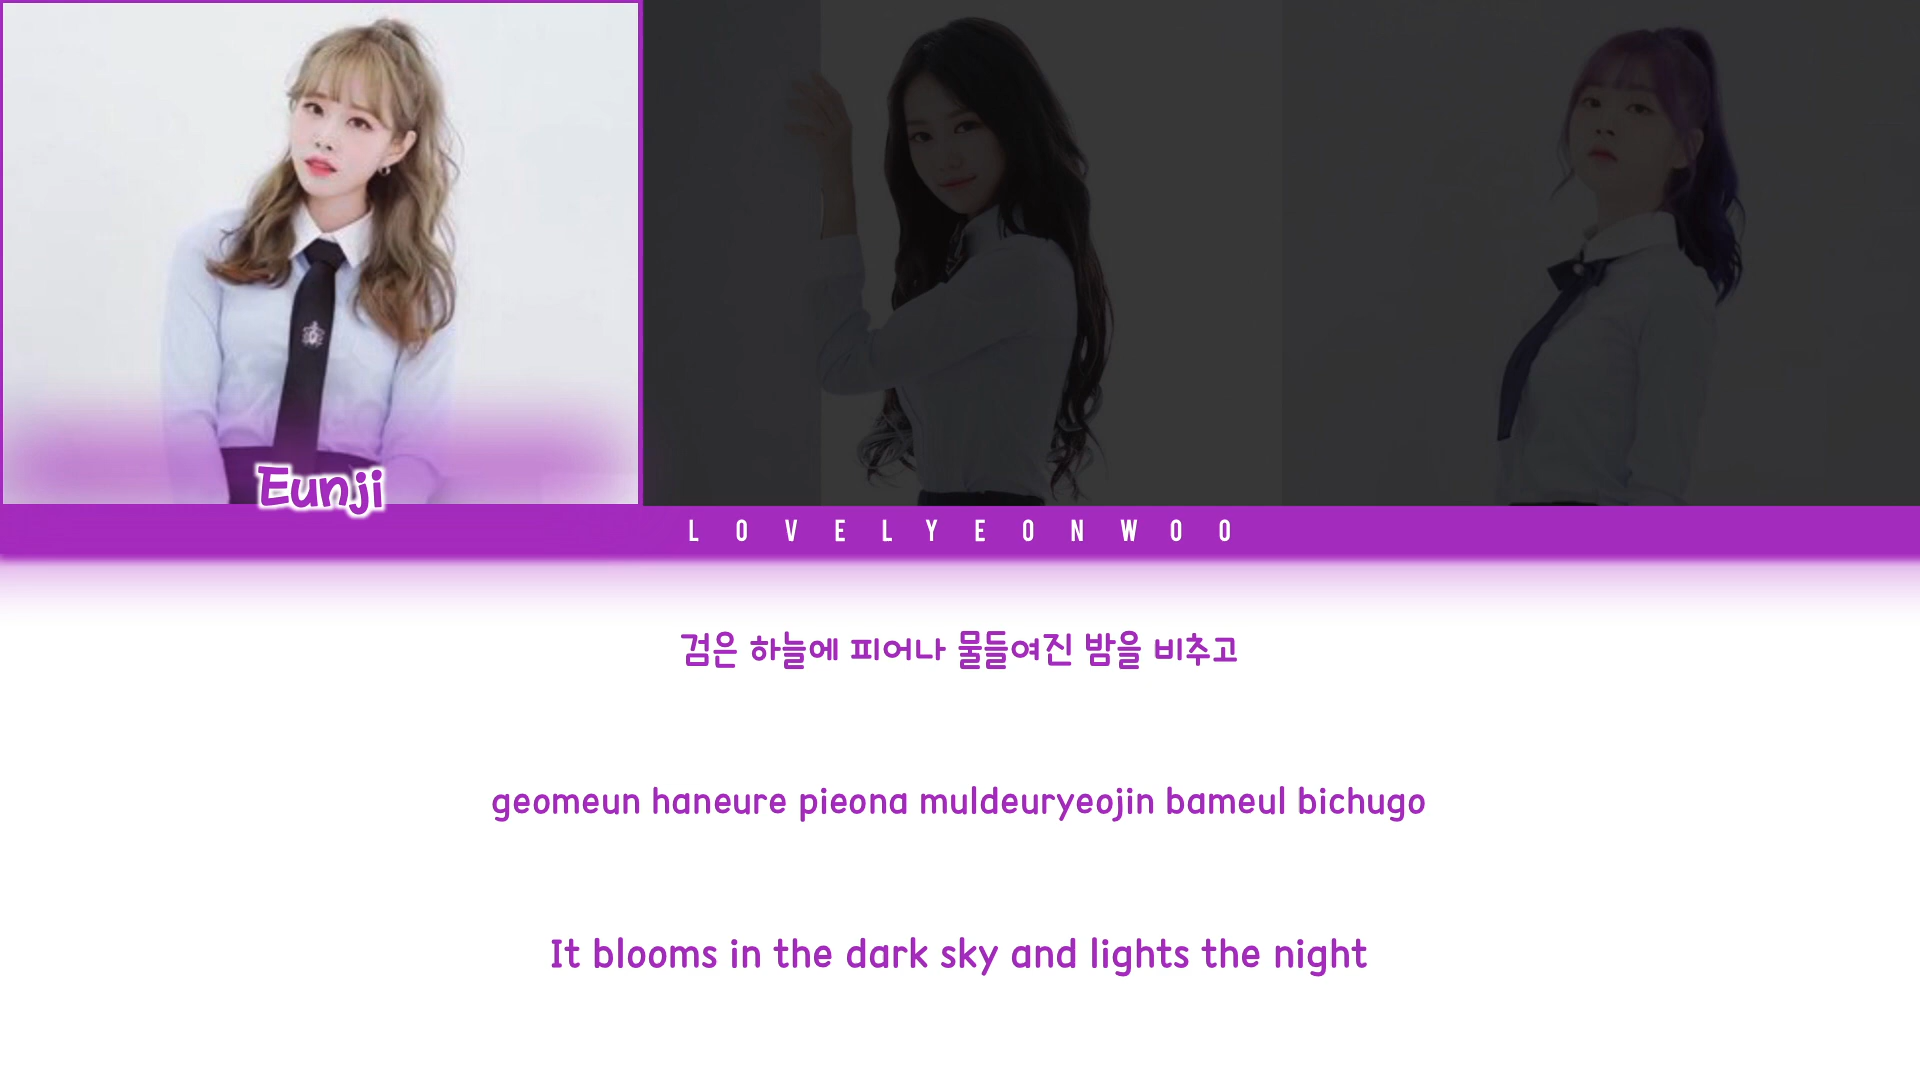 Eunji
LOVELYEONWOO
검은 하늘에 피어나 물들여진 밤을 비추고
geomeun haneure pieona muldeuryeojin bameul bichugo
It blooms in the dark sky and lights the night